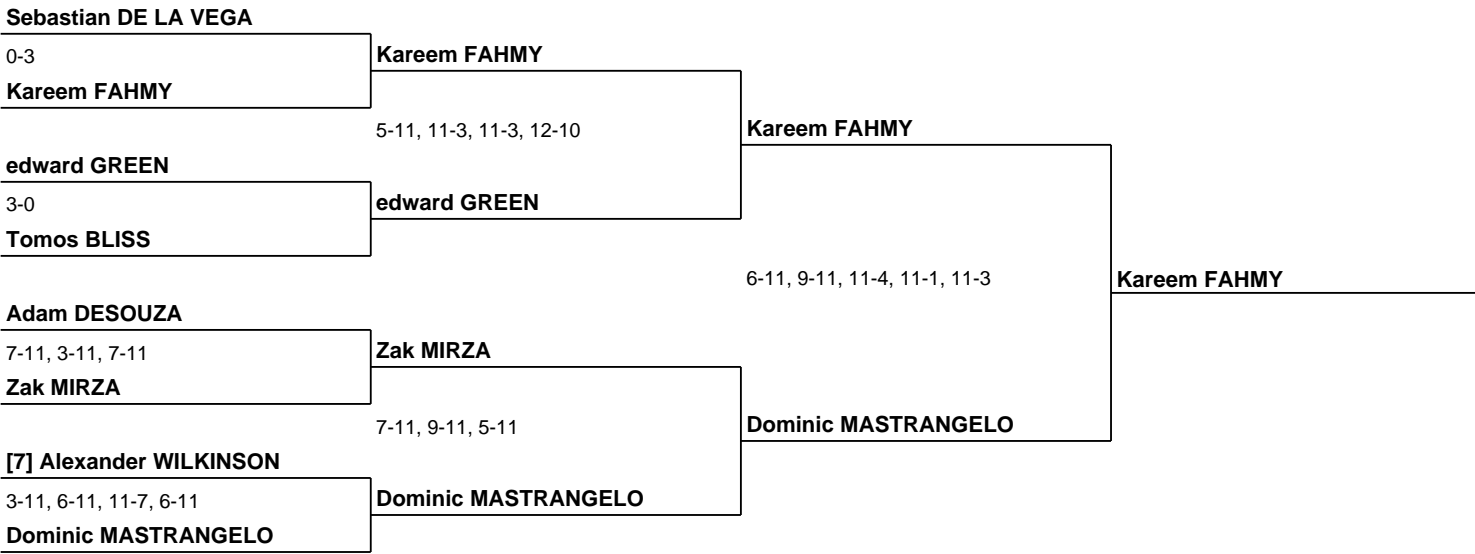 Sebastian DE LA VEGA
0-3
Kareem FAHMY
Kareem FAHMY
5-11, 11-3, 11-3, 12-10
Kareem FAHMY
edward GREEN
3-0
edward GREEN
Tomos BLISS
6-11, 9-11, 11-4, 11-1, 11-3
Kareem FAHMY
Adam DESOUZA
7-11, 3-11, 7-11
Zak MIRZA
Zak MIRZA
7-11, 9-11, 5-11
Dominic MASTRANGELO
[7] Alexander WILKINSON
3-11, 6-11, 11-7, 6-11
Dominic MASTRANGELO
Dominic MASTRANGELO